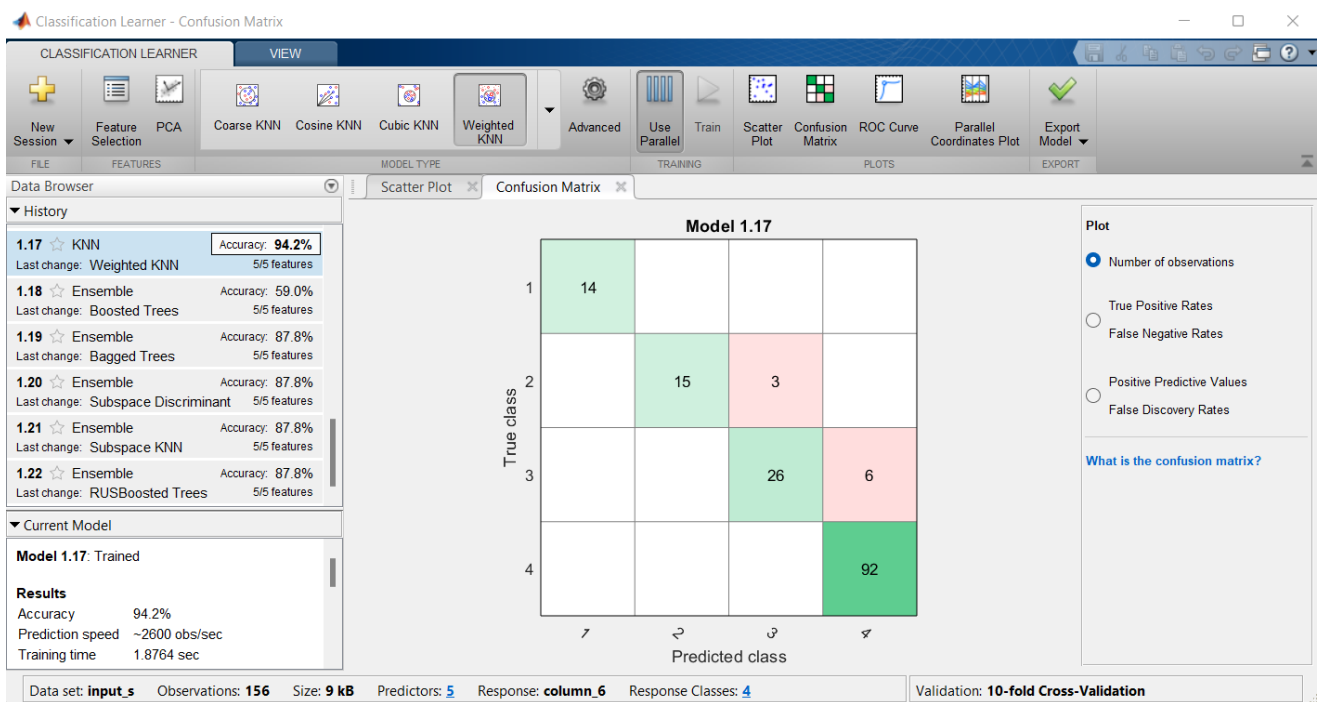 Classification Learner - Confusion Matrix
CLASSIFICATION LEARNER VIEW
New Session
Feature Selection
PCA
Coarse KNN
Cosine KNN
Cubic KNN
Weighted KNN
Advanced
Use Parallel
Train
Scatter Plot
Confusion Matrix
ROC Curve
Parallel Coordinates Plot
Export Model
FILE FEATURES MODEL TYPE TRAINING PLOTS EXPORT
Data Browser
Scatter Plot Confusion Matrix
History
1.17 KNN Accuracy: 94.2%
Last change: Weighted KNN 5/5 features
1.18 Ensemble Accuracy: 59.0%
Last change: Boosted Trees 5/5 features
1.19 Ensemble Accuracy: 87.8%
Last change: Bagged Trees 5/5 features
1.20 Ensemble Accuracy: 87.8%
Last change: Subspace Discriminant 5/5 features
1.21 Ensemble Accuracy: 87.8%
Last change: Subspace KNN 5/5 features
1.22 Ensemble Accuracy: 87.8%
Last change: RUSBoosted Trees 5/5 features
Current Model
Model 1.17: Trained
Results
Accuracy 94.2%
Prediction speed ~2600 obs/sec
Training time 1.8764 sec
Model 1.17
True class
1 14
2 15 3
3 26 6
4 92
1 2 3 4
Predicted class
Plot
Number of observations
True Positive Rates
False Negative Rates
Positive Predictive Values
False Discovery Rates
What is the confusion matrix?
Data set: input_s Observations: 156 Size: 9 kB Predictors: 5 Response: column_6 Response Classes: 4 Validation: 10-fold Cross-Validation